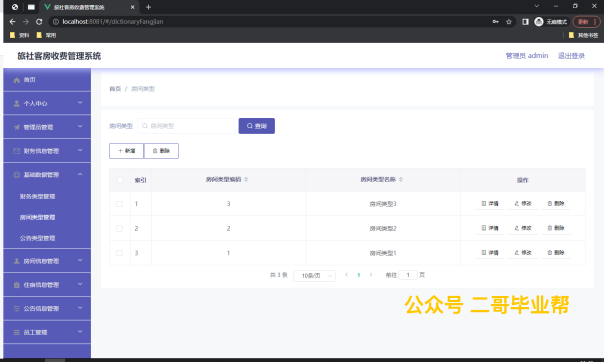 旅社客房收费管理系统
localhost:8081/#/dictionaryFangjian
无痕模式
更新
资料
常用
其他书签
旅社客房收费管理系统
管理员 admin 退出登录
首页
个人中心
管理员管理
财务信息管理
基础数据管理
财务类型管理
房间类型管理
公告类型管理
房间信息管理
住宿信息管理
公告信息管理
员工管理
首页 / 房间类型
房间类型 房间类型 查询
+ 新增 删除
索引 房间类型编码 房间类型名称 操作
1 3 房间类型3 详情 修改 删除
2 2 房间类型2 详情 修改 删除
3 1 房间类型1 详情 修改 删除
共 3 条 10条/页 < 1 > 前往 1 页
公众号 二哥毕业帮